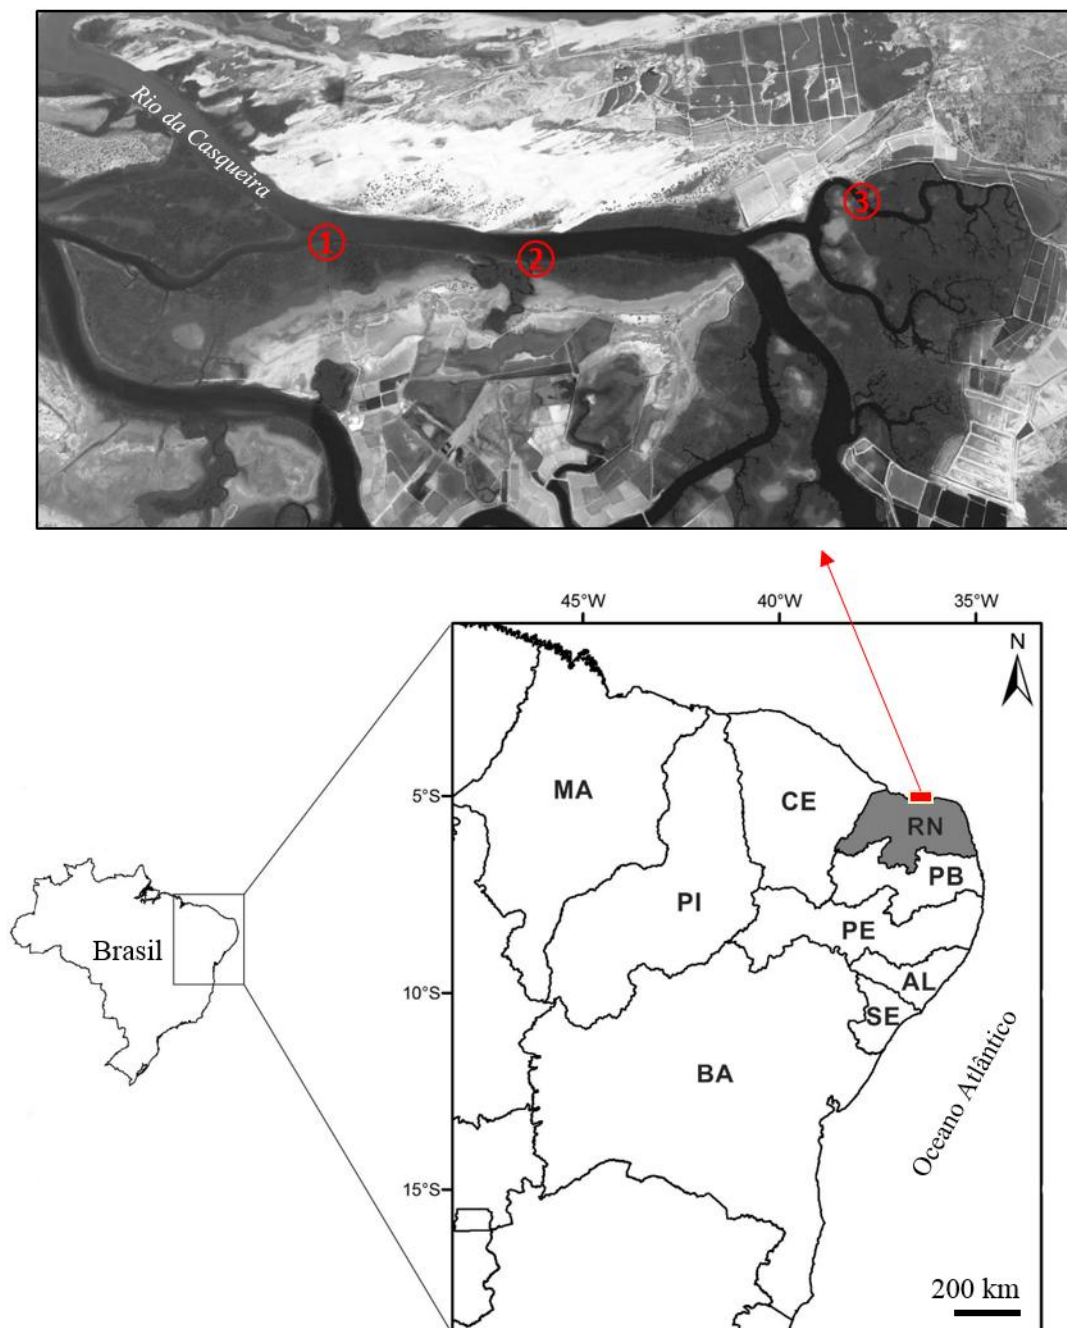 Rio da Casqueira
①
②
③
45°W 40°W 35°W
N
5°S
MA
CE
RN
PB
PI
PE
Brasil
AL
10°S
SE
BA
Oceano Atlântico
15°S
200 km